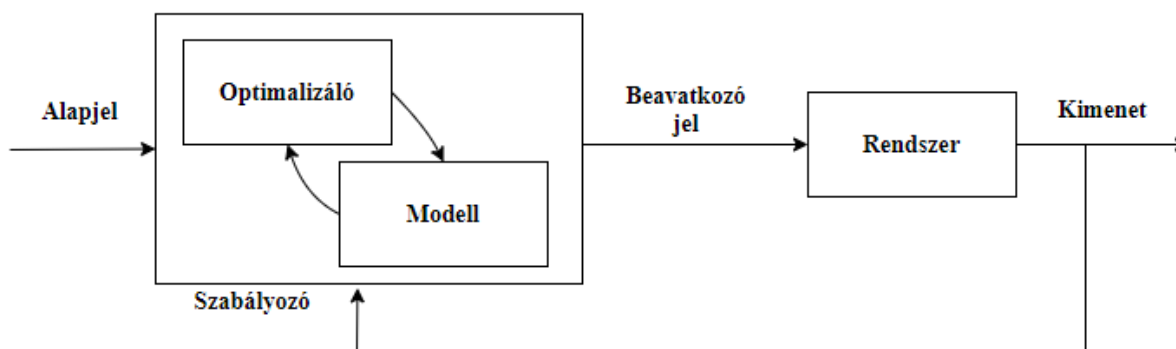 Alapjel
Optimalizáló
Modell
Szabályozó
Beavatkozó
jel
Rendszer
Kimenet